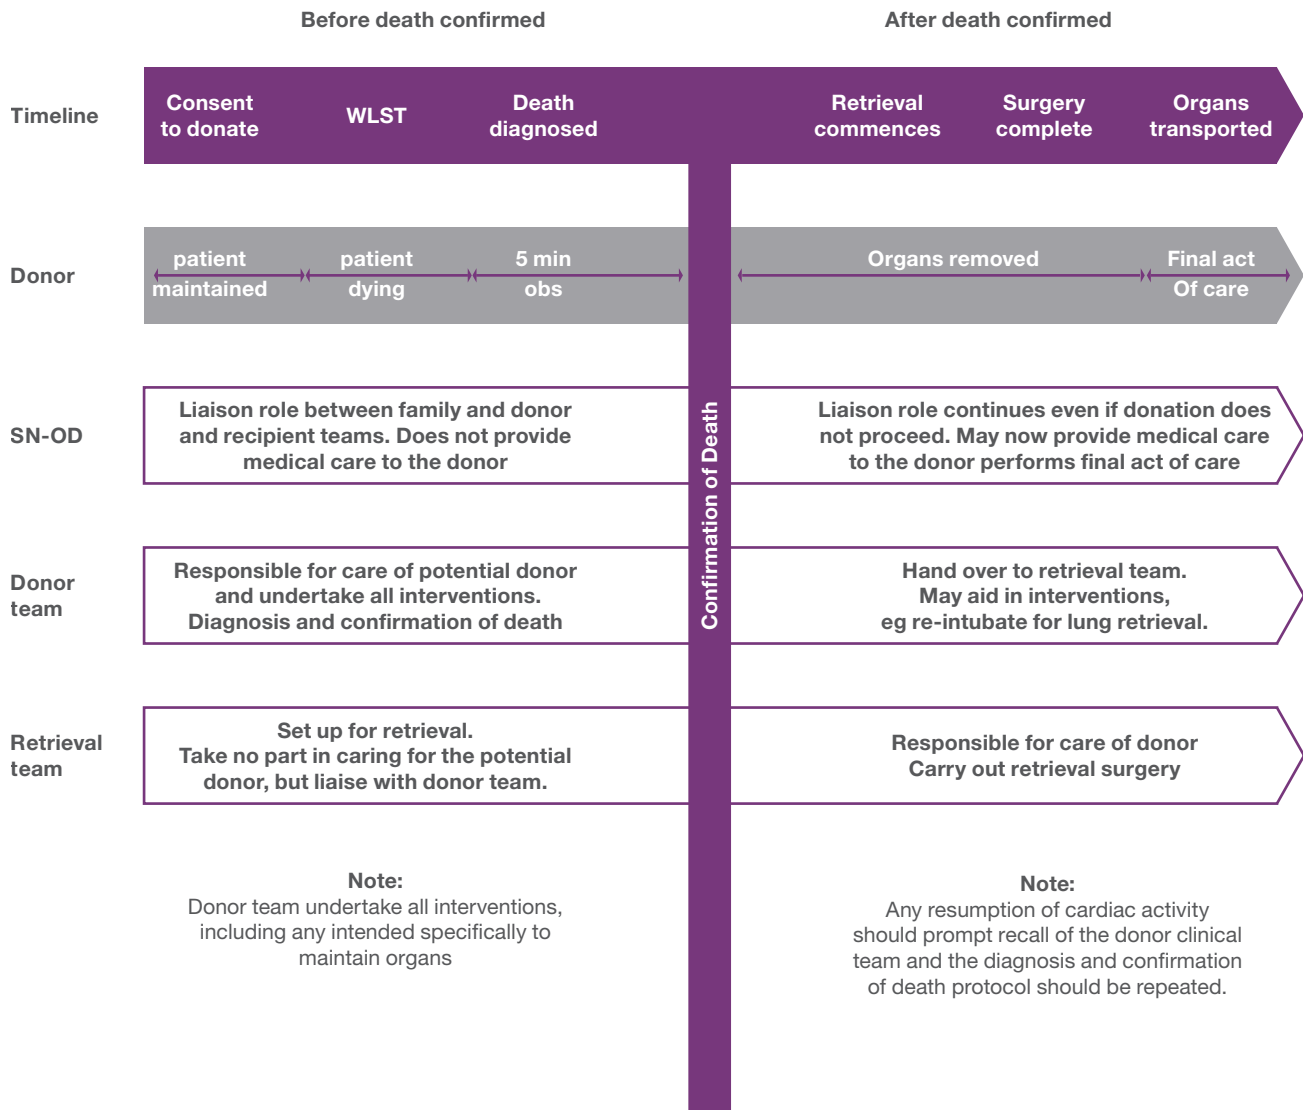 Before death confirmed
After death confirmed
Timeline
Consent
to donate
WLST
Death
diagnosed
Retrieval
commences
Surgery
complete
Organs
transported
Donor
patient
maintained
patient
dying
5 min
obs
Organs removed
Final act
Of care
SN-OD
Liaison role between family and donor
and recipient teams. Does not provide
medical care to the donor
Liaison role continues even if donation does
not proceed. May now provide medical care
to the donor performs final act of care
Confirmation of Death
Donor
team
Responsible for care of potential donor
and undertake all interventions.
Diagnosis and confirmation of death
Hand over to retrieval team.
May aid in interventions,
eg re-intubate for lung retrieval.
Retrieval
team
Set up for retrieval.
Take no part in caring for the potential
donor, but liaise with donor team.
Responsible for care of donor
Carry out retrieval surgery
Note:
Donor team undertake all interventions,
including any intended specifically to
maintain organs
Note:
Any resumption of cardiac activity
should prompt recall of the donor clinical
team and the diagnosis and confirmation
of death protocol should be repeated.